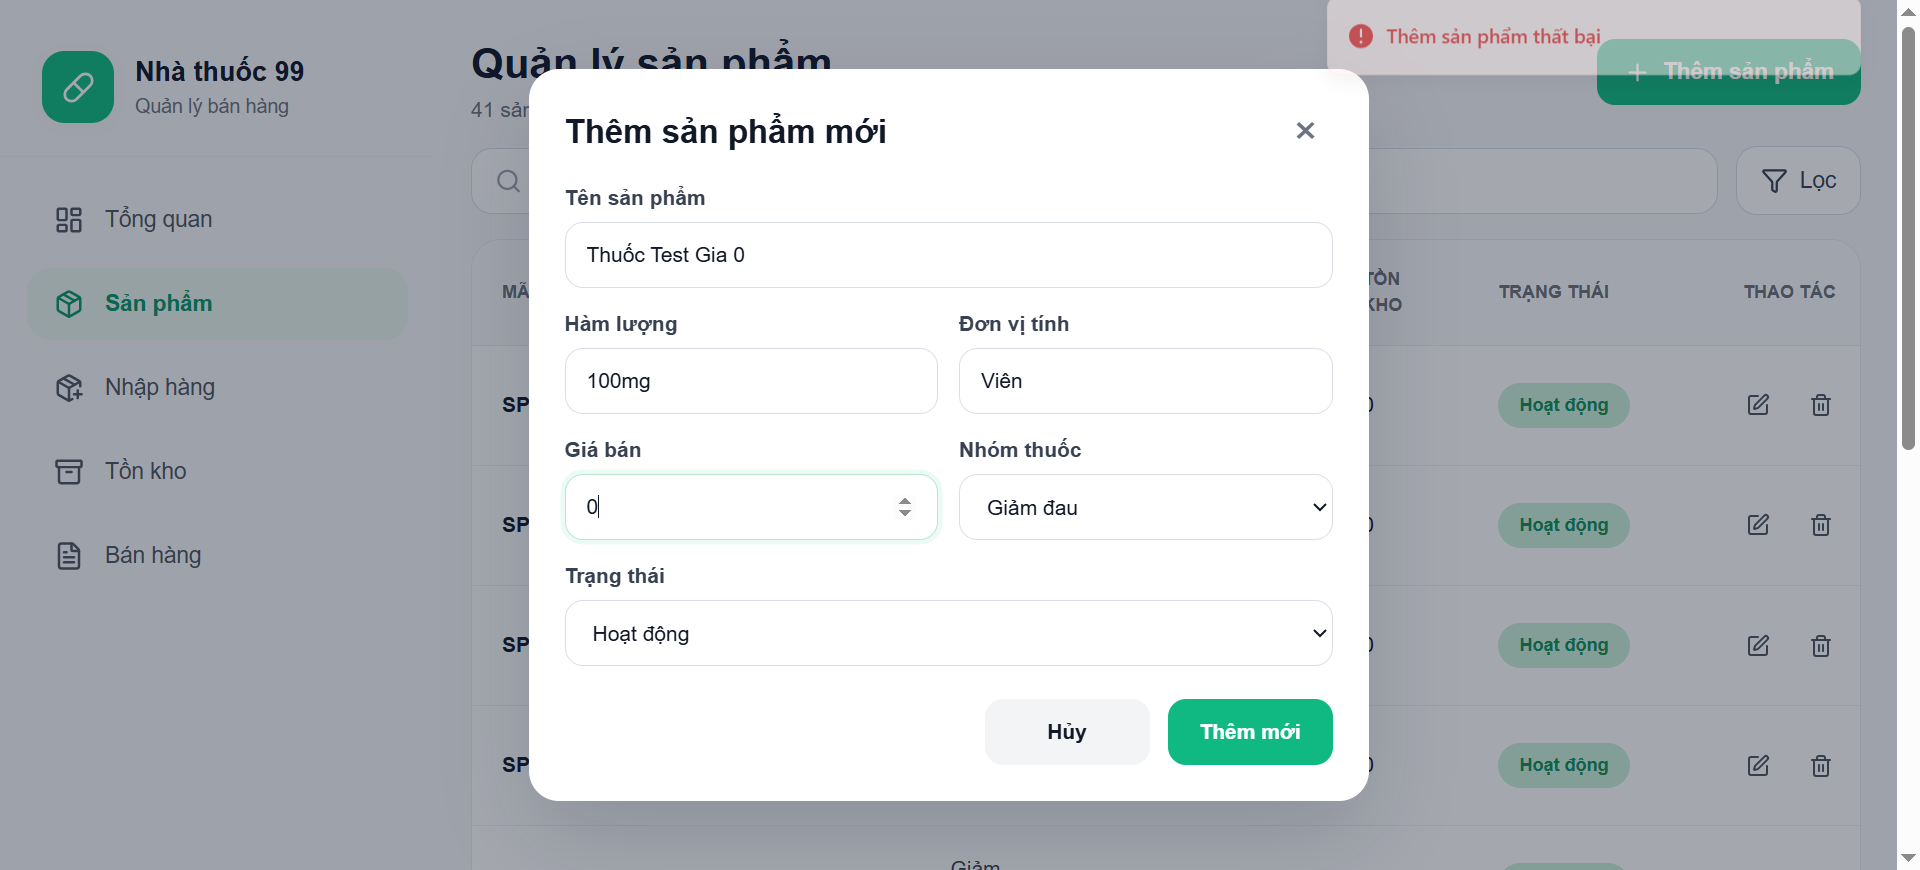 Nhà thuốc 99
Quản lý bán hàng
Tổng quan
Sản phẩm
Nhập hàng
Tồn kho
Bán hàng
Quản lý sản phẩm
41
Thêm sản phẩm thất bại
Thêm sản phẩm
Lọc
MÃ
TỒN
KHO
TRẠNG THÁI
THAO TÁC
SP
Hoạt động
SP
Hoạt động
SP
Hoạt động
SP
Hoạt động
Giảm
Thêm sản phẩm mới
Tên sản phẩm
Thuốc Test Gia 0
Hàm lượng
Đơn vị tính
100mg
Viên
Giá bán
Nhóm thuốc
0
Giảm đau
Trạng thái
Hoạt động
Hủy
Thêm mới